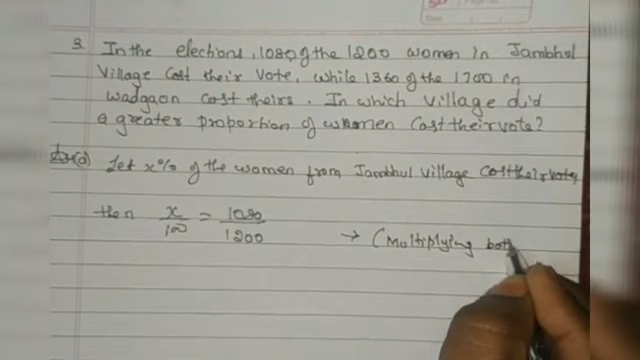 3. In the elections, 1080 of the 1200 women in Jambhul
Village cast their vote, while 1360 of the 1700 in
Wadgaon cast theirs. In which village did
a greater proportion of women cast their vote?
Let x% of the women from Jambhul village cast their vote,
then x/100 = 1080/1200 → (Multiplying both